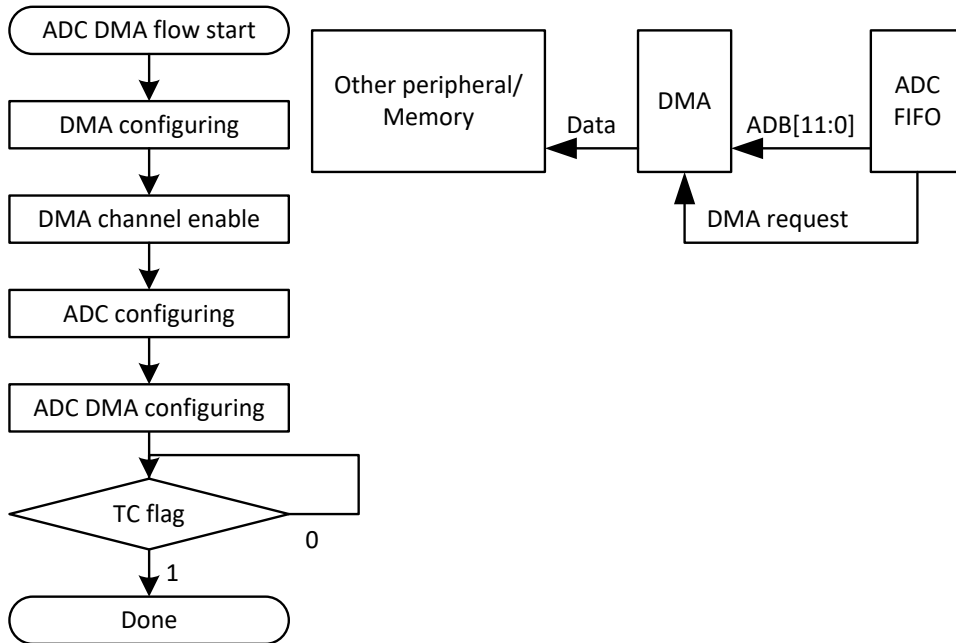 ADC DMA flow start
DMA configuring
DMA channel enable
ADC configuring
ADC DMA configuring
TC flag
0
1
Done
Other peripheral/
Memory
Data
DMA
ADB[11:0]
ADC
FIFO
DMA request